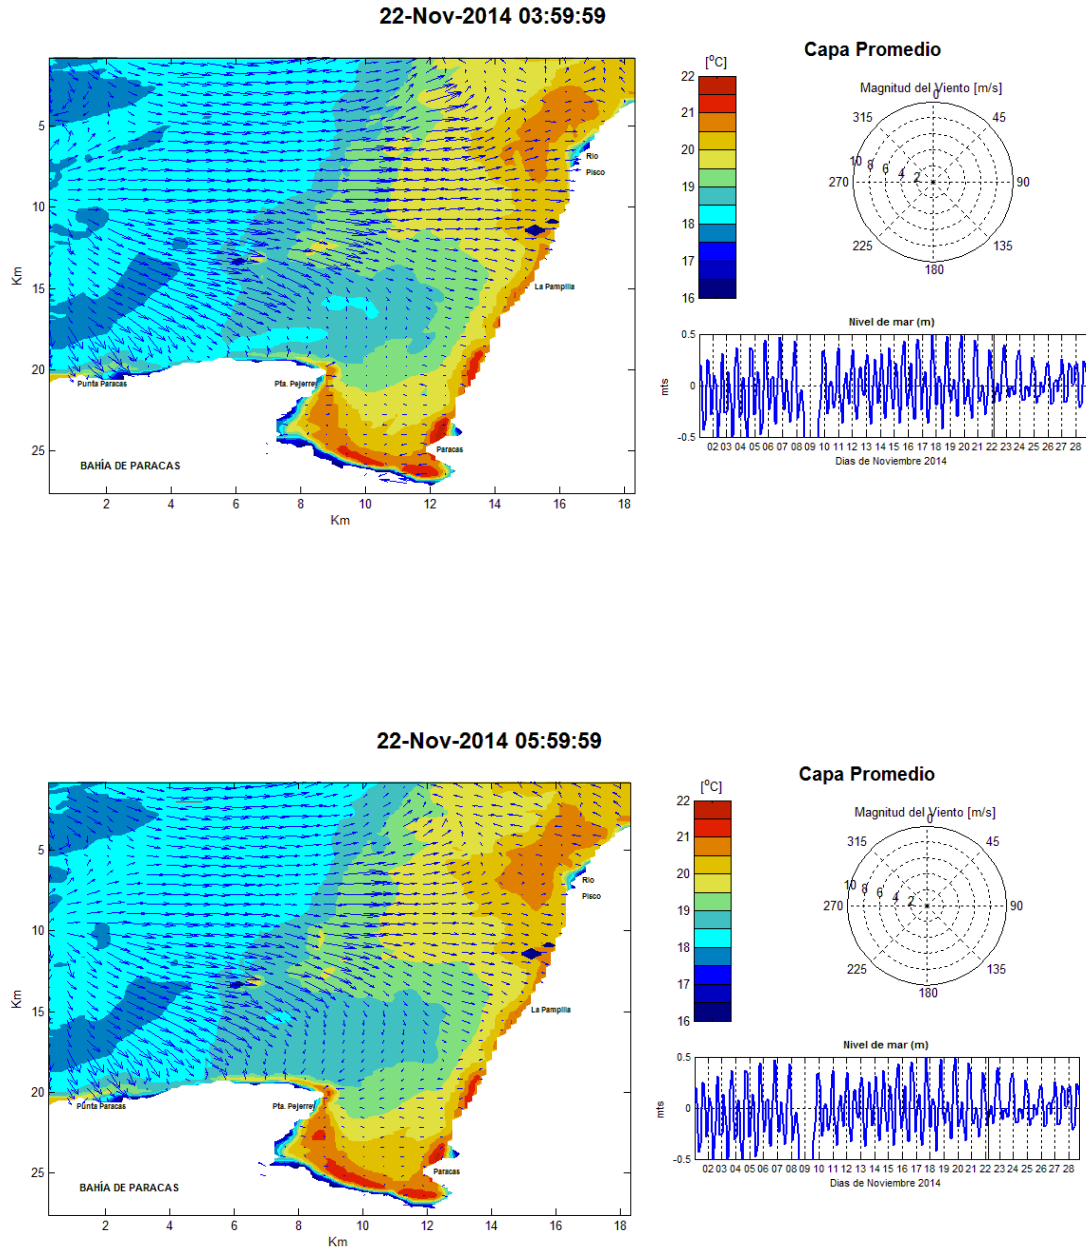 22-Nov-2014 03:59:59
Capa Promedio
[°C]
22
21
20
19
18
17
16
Magnitud del Viento [m/s]
0
315
45
10 8 6 4 2
270
90
225
135
180
5
10
15
20
25
Km
Rio
Pisco
La Pampilla
Punta Paracas
Pta. Pejerrey
Paracas
BAHÍA DE PARACAS
2 4 6 8 10 12 14 16 18
Km
Nivel de mar (m)
0.5
0
-0.5
mts
02 03 04 05 06 07 08 09 10 11 12 13 14 15 16 17 18 19 20 21 22 23 24 25 26 27 28
Dias de Noviembre 2014
22-Nov-2014 05:59:59
Capa Promedio
[°C]
22
21
20
19
18
17
16
Magnitud del Viento [m/s]
0
315
45
10 8 6 4 2
270
90
225
135
180
5
10
15
20
25
Km
Rio
Pisco
La Pampilla
Punta Paracas
Pta. Pejerrey
Paracas
BAHÍA DE PARACAS
2 4 6 8 10 12 14 16 18
Km
Nivel de mar (m)
0.5
0
-0.5
mts
02 03 04 05 06 07 08 09 10 11 12 13 14 15 16 17 18 19 20 21 22 23 24 25 26 27 28
Dias de Noviembre 2014